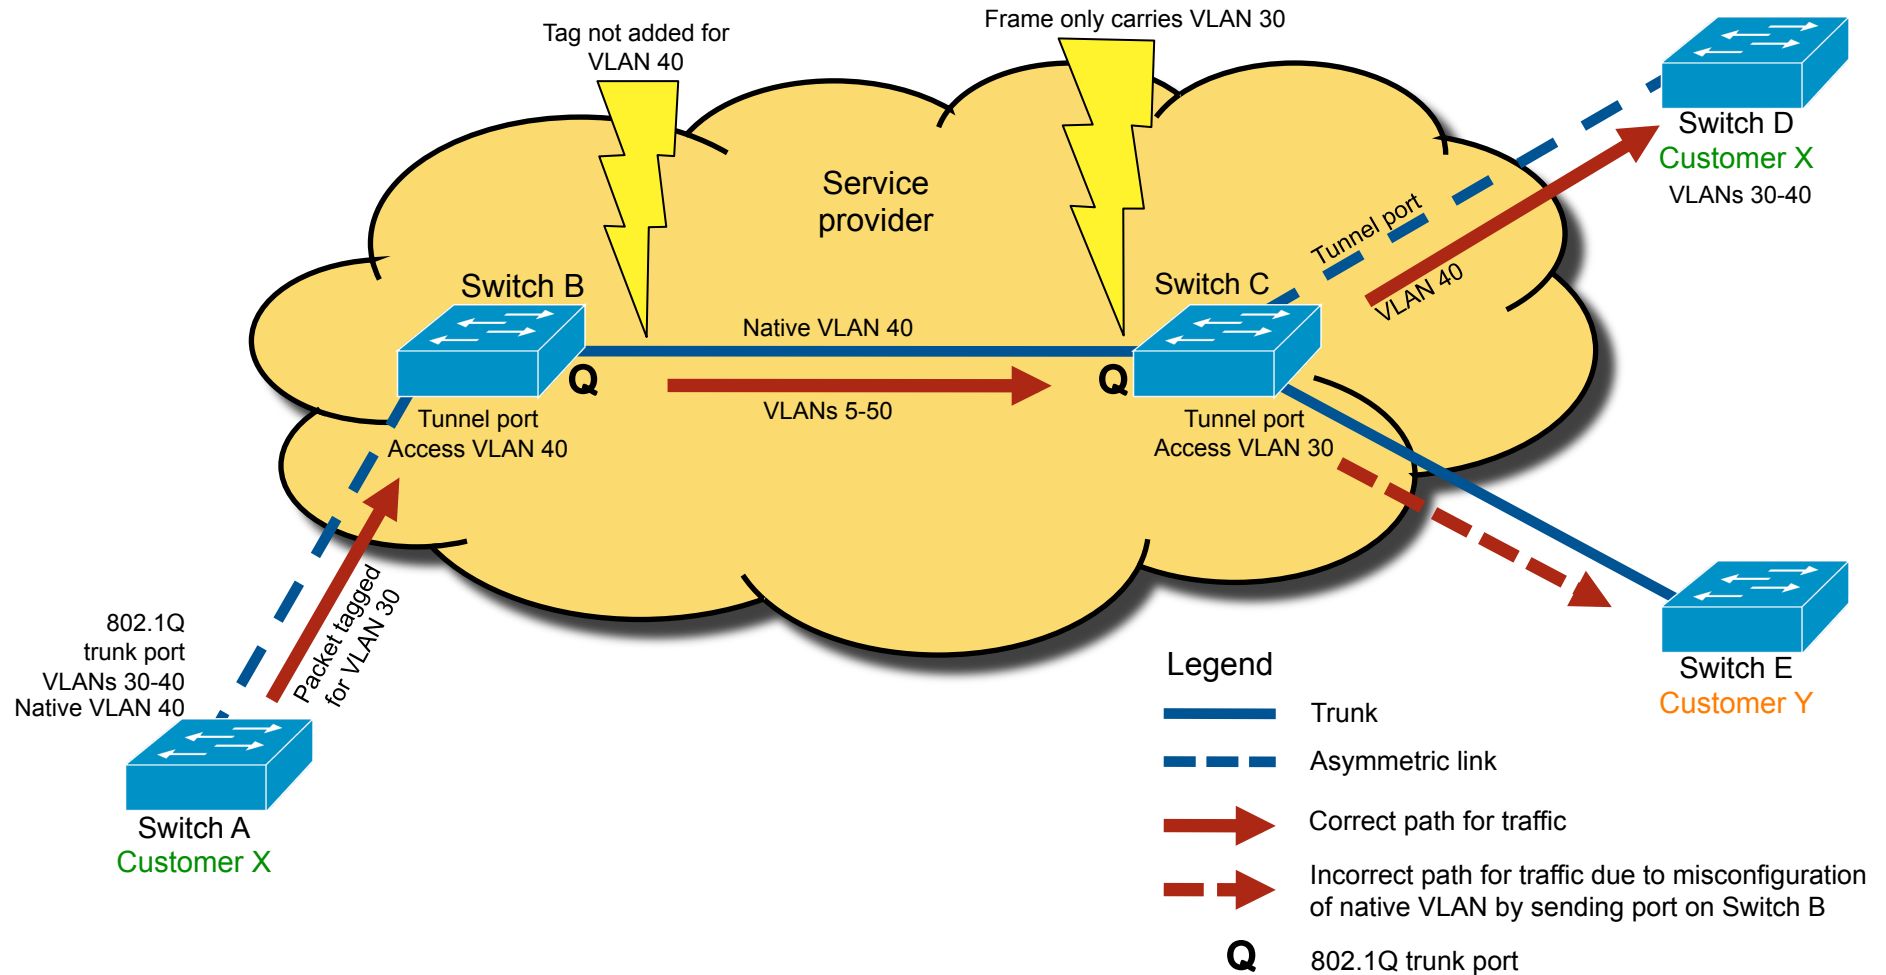 Tag not added for
VLAN 40
Frame only carries VLAN 30
Service
provider
Switch D
Customer X
VLANs 30-40
Tunnel port
VLAN 40
Switch B
Switch C
Native VLAN 40
Q
Q
VLANs 5-50
Tunnel port
Access VLAN 40
Tunnel port
Access VLAN 30
Packet tagged
for VLAN 30
802.1Q
trunk port
VLANs 30-40
Native VLAN 40
Switch A
Customer X
Switch E
Customer Y
Legend
Trunk
Asymmetric link
Correct path for traffic
Incorrect path for traffic due to misconfiguration
of native VLAN by sending port on Switch B
Q
802.1Q trunk port